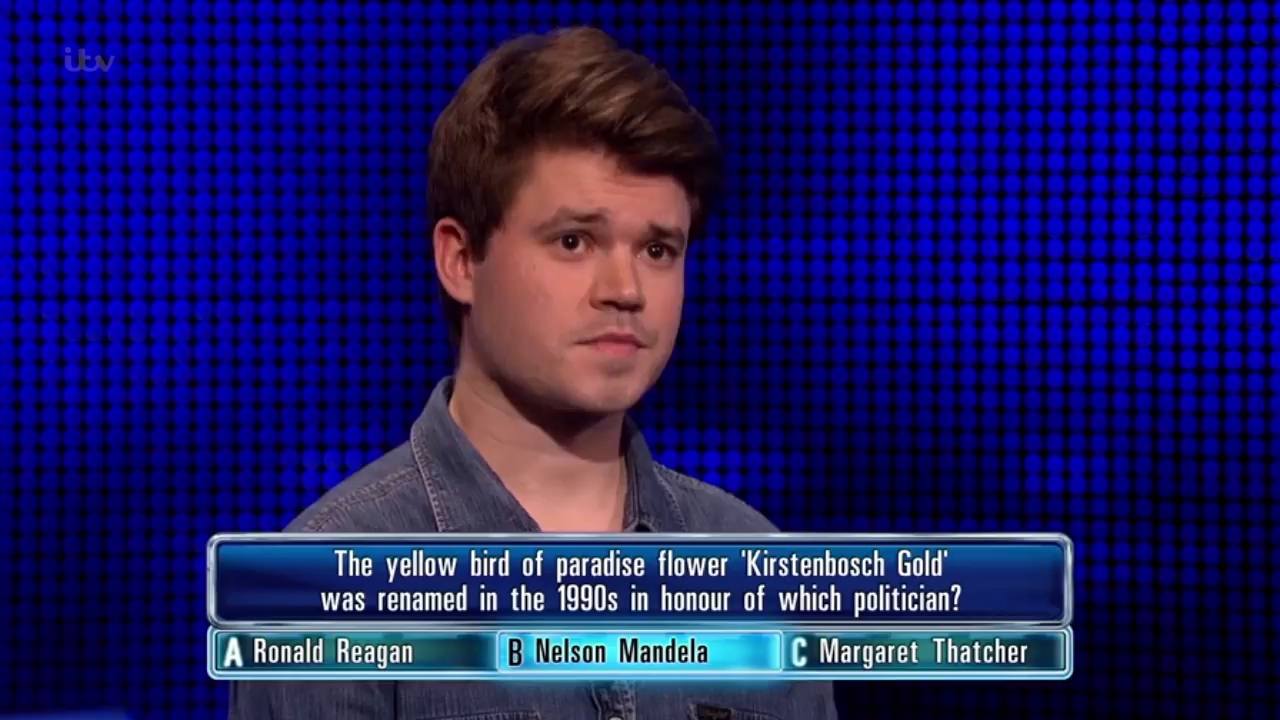 itv
The yellow bird of paradise flower 'Kirstenbosch Gold'
was renamed in the 1990s in honour of which politician?
A Ronald Reagan B Nelson Mandela C Margaret Thatcher